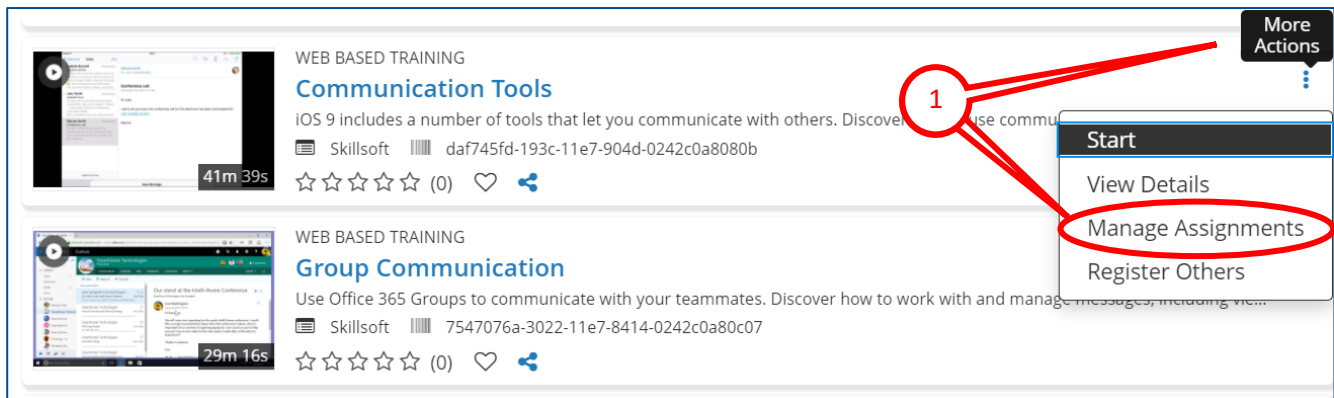 More
Actions
WEB BASED TRAINING
Communication Tools
1
iOS 9 includes a number of tools that let you communicate with others. Discover use commu
Skillsoft daf745fd-193c-11e7-904d-0242c0a8080b
41m 39s
(0)
Start
View Details
Manage Assignments
Register Others
WEB BASED TRAINING
Group Communication
Use Office 365 Groups to communicate with your teammates. Discover how to work with and manage messages, including vie...
Skillsoft 7547076a-3022-11e7-8414-0242c0a80c07
29m 16s
(0)